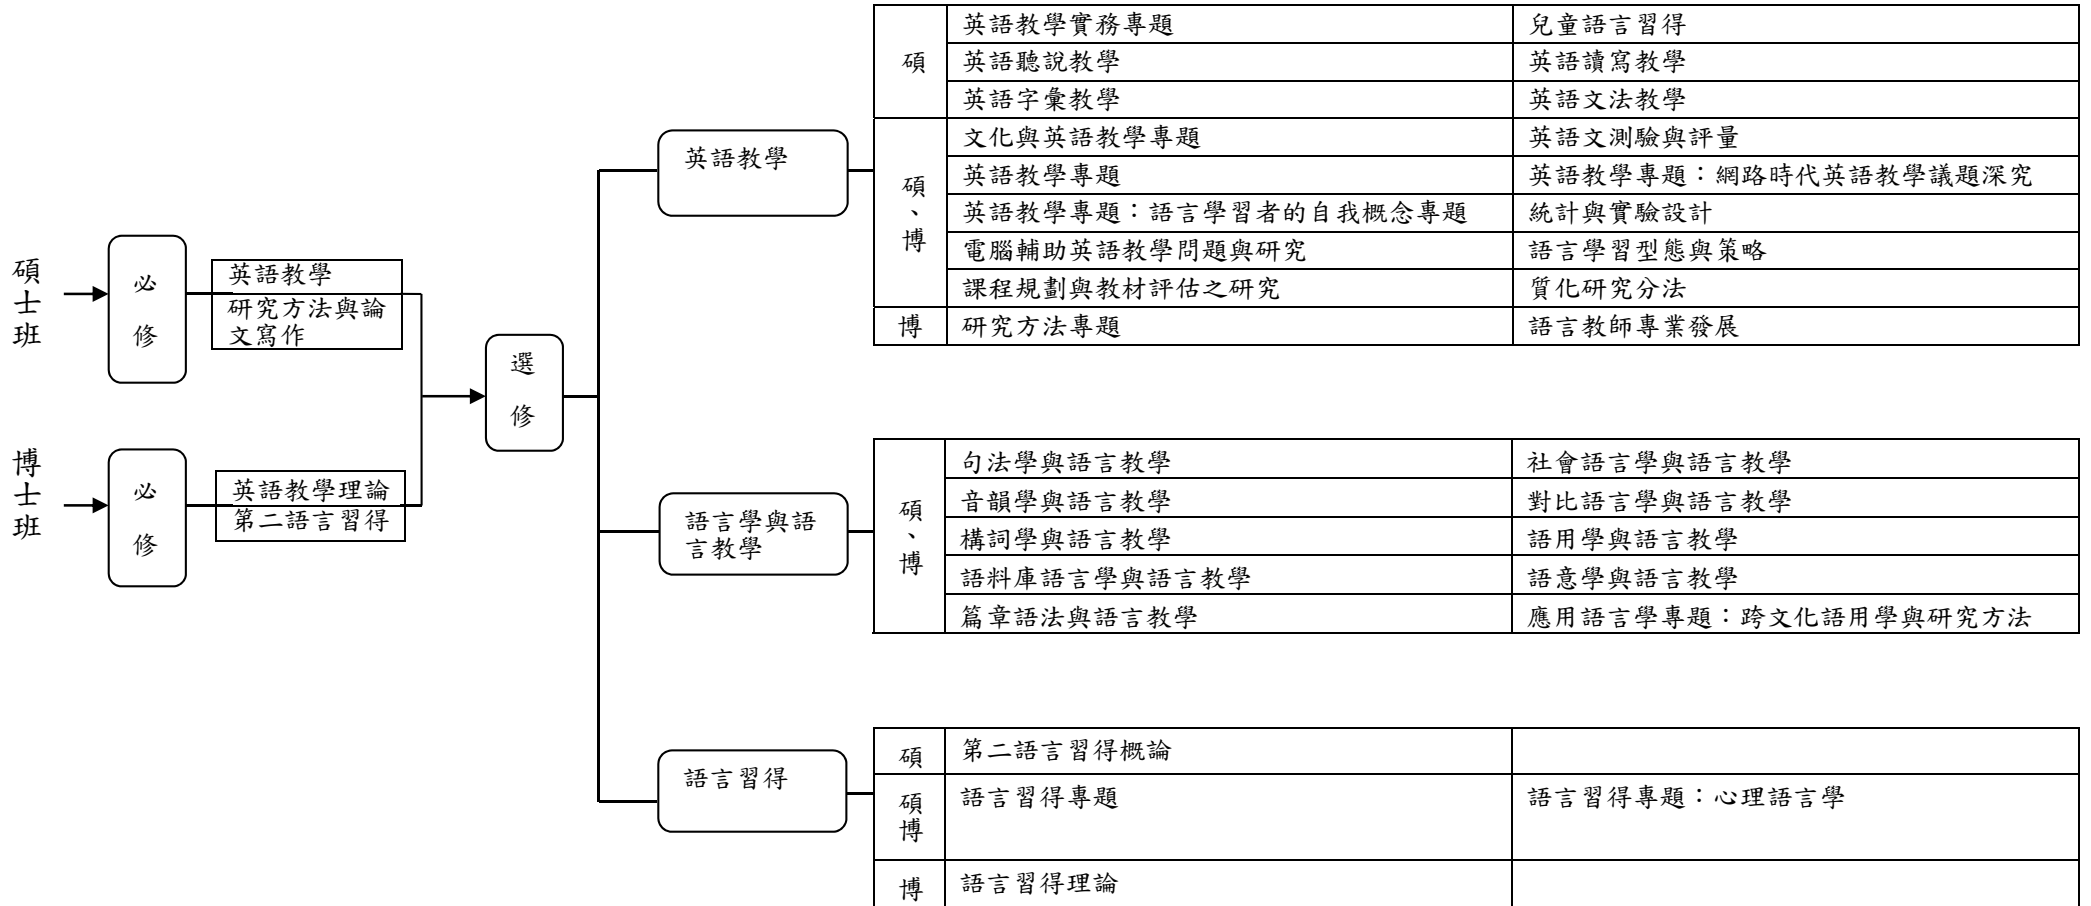 碩士班
必修
英語教學
研究方法與論
文寫作
博士班
必修
英語教學理論
第二語言習得
選修
英語教學
碩
英語教學實務專題 兒童語言習得
英語聽說教學 英語讀寫教學
英語字彙教學 英語文法教學
碩、博
文化與英語教學專題 英語文測驗與評量
英語教學專題 英語教學專題：網路時代英語教學議題深究
英語教學專題：語言學習者的自我概念專題 統計與實驗設計
電腦輔助英語教學問題與研究 語言學習型態與策略
課程規劃與教材評估之研究 質化研究分法
博 研究方法專題 語言教師專業發展
語言學與語
言教學
碩、博
句法學與語言教學 社會語言學與語言教學
音韻學與語言教學 對比語言學與語言教學
構詞學與語言教學 語用學與語言教學
語料庫語言學與語言教學 語意學與語言教學
篇章語法與語言教學 應用語言學專題：跨文化語用學與研究方法
語言習得
碩 第二語言習得概論
碩博
語言習得專題 語言習得專題：心理語言學
博 語言習得理論